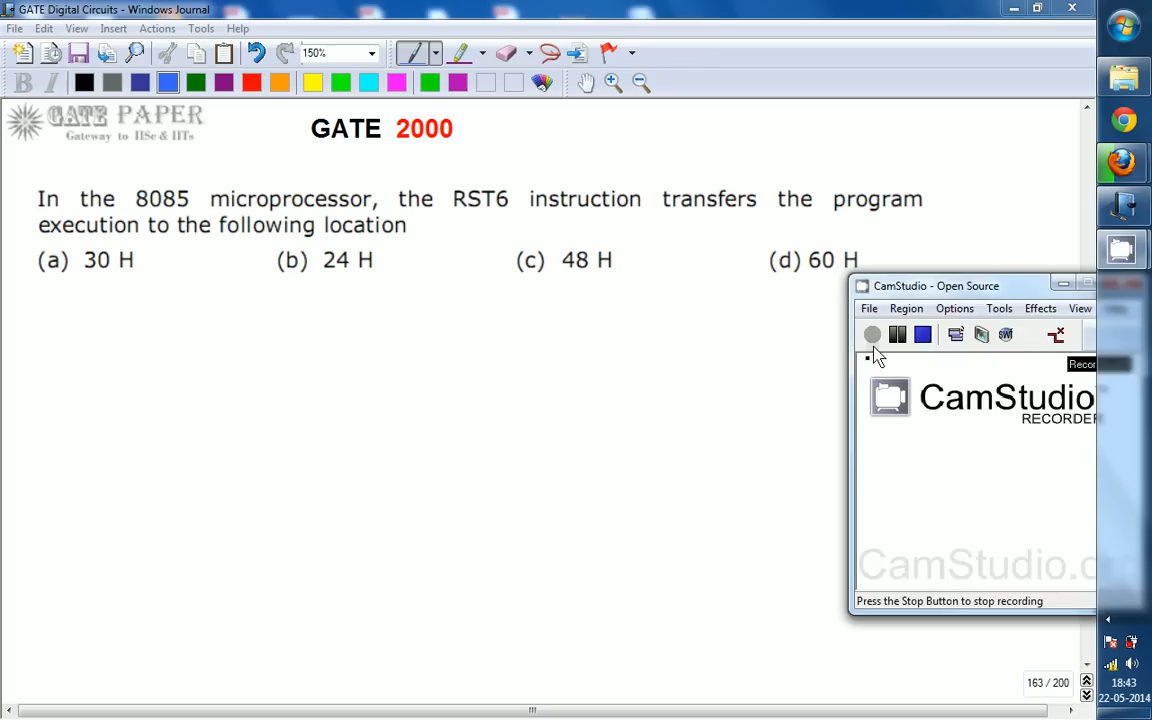 GATE Digital Circuits - Windows Journal
File Edit View Insert Actions Tools Help
150%
B I
GATE PAPER
Gateway to IISc & IITs
GATE 2000
In the 8085 microprocessor, the RST6 instruction transfers the program
execution to the following location
(a) 30 H (b) 24 H (c) 48 H (d) 60 H
CamStudio - Open Source
File Region Options Tools Effects View
SWF
CamStudio
RECORDER
CamStudio.o
Press the Stop Button to stop recording
163 / 200
18:43
22-05-2014